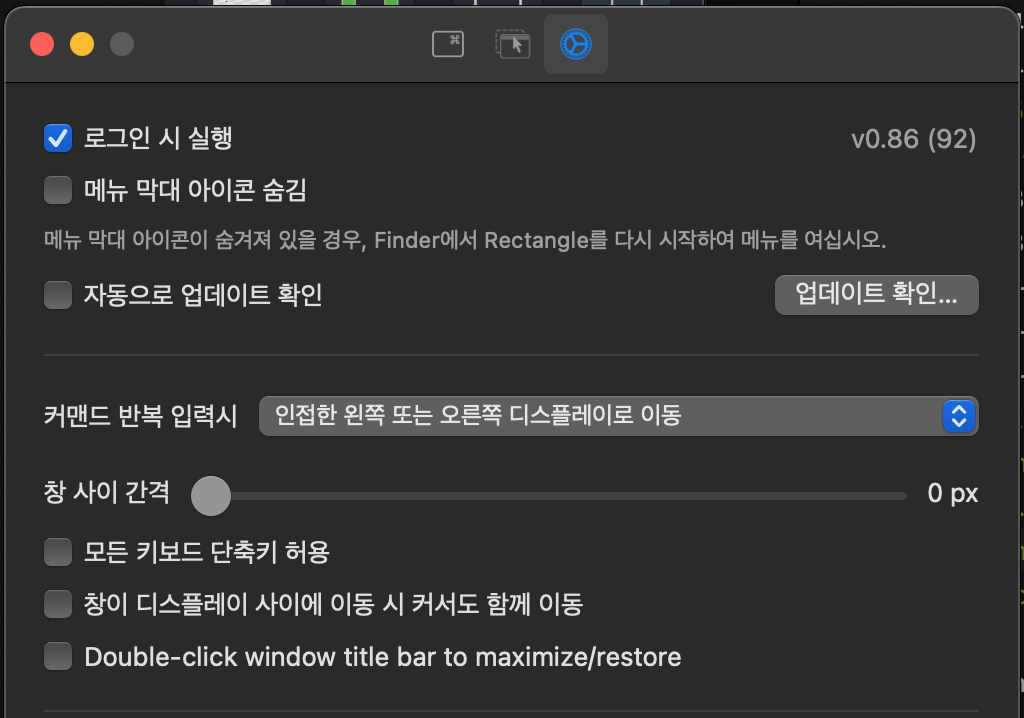 로그인 시 실행
v0.86 (92)
메뉴 막대 아이콘 숨김
메뉴 막대 아이콘이 숨겨져 있을 경우, Finder에서 Rectangle를 다시 시작하여 메뉴를 여십시오.
자동으로 업데이트 확인
업데이트 확인...
커맨드 반복 입력시
인접한 왼쪽 또는 오른쪽 디스플레이로 이동
창 사이 간격
0 px
모든 키보드 단축키 허용
창이 디스플레이 사이에 이동 시 커서도 함께 이동
Double-click window title bar to maximize/restore